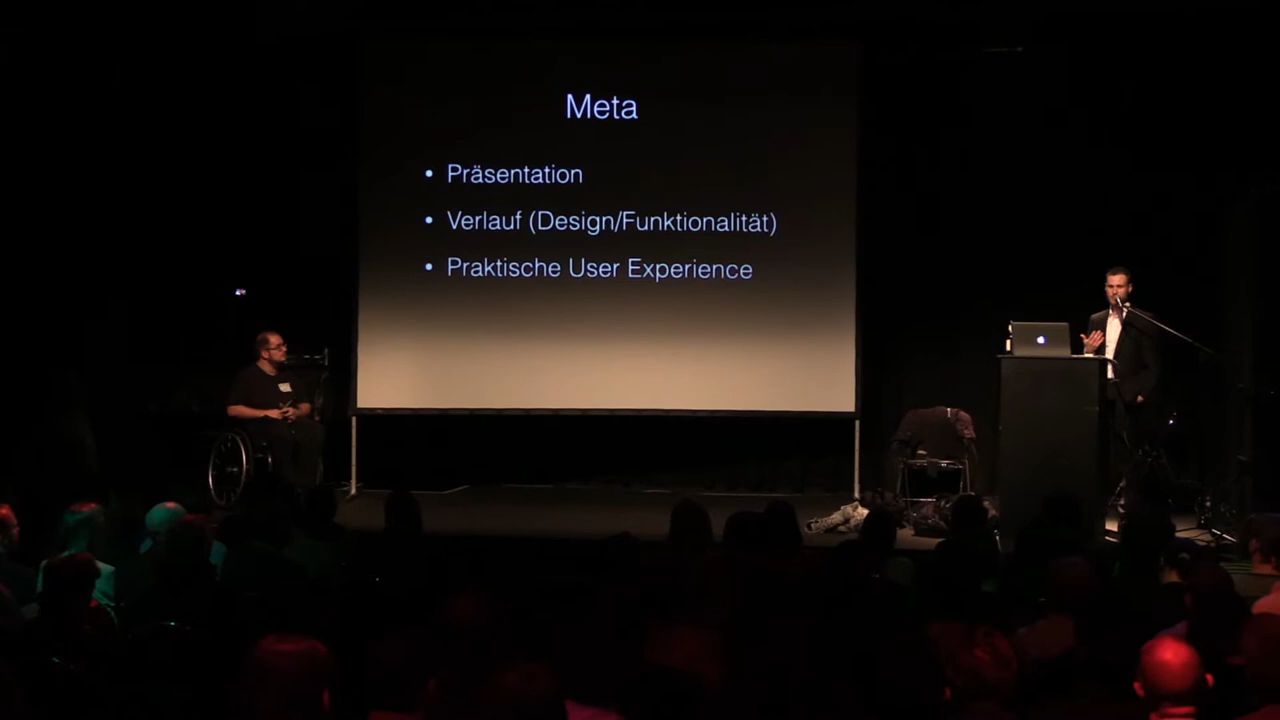 Meta
• Präsentation
• Verlauf (Design/Funktionalität)
• Praktische User Experience